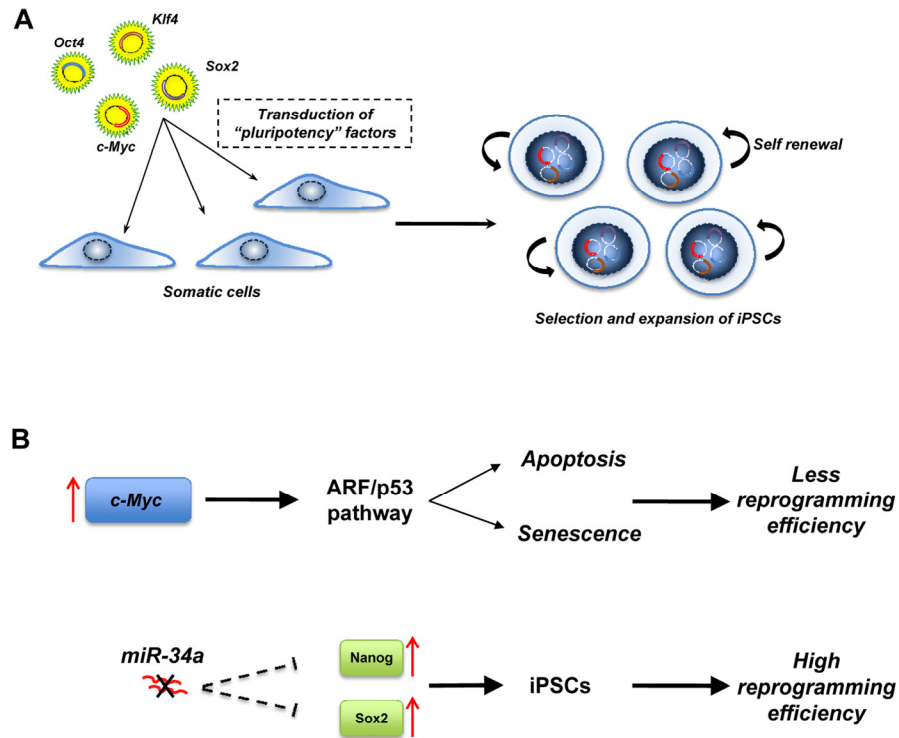 A
Klf4
Oct4
Sox2
c-Myc
Transduction of
"pluripotency" factors
Self renewal
Somatic cells
Selection and expansion of iPSCs
B
c-Myc
ARF/p53
pathway
Apoptosis
Senescence
Less
reprogramming
efficiency
miR-34a
Nanog
Sox2
iPSCs
High
reprogramming
efficiency